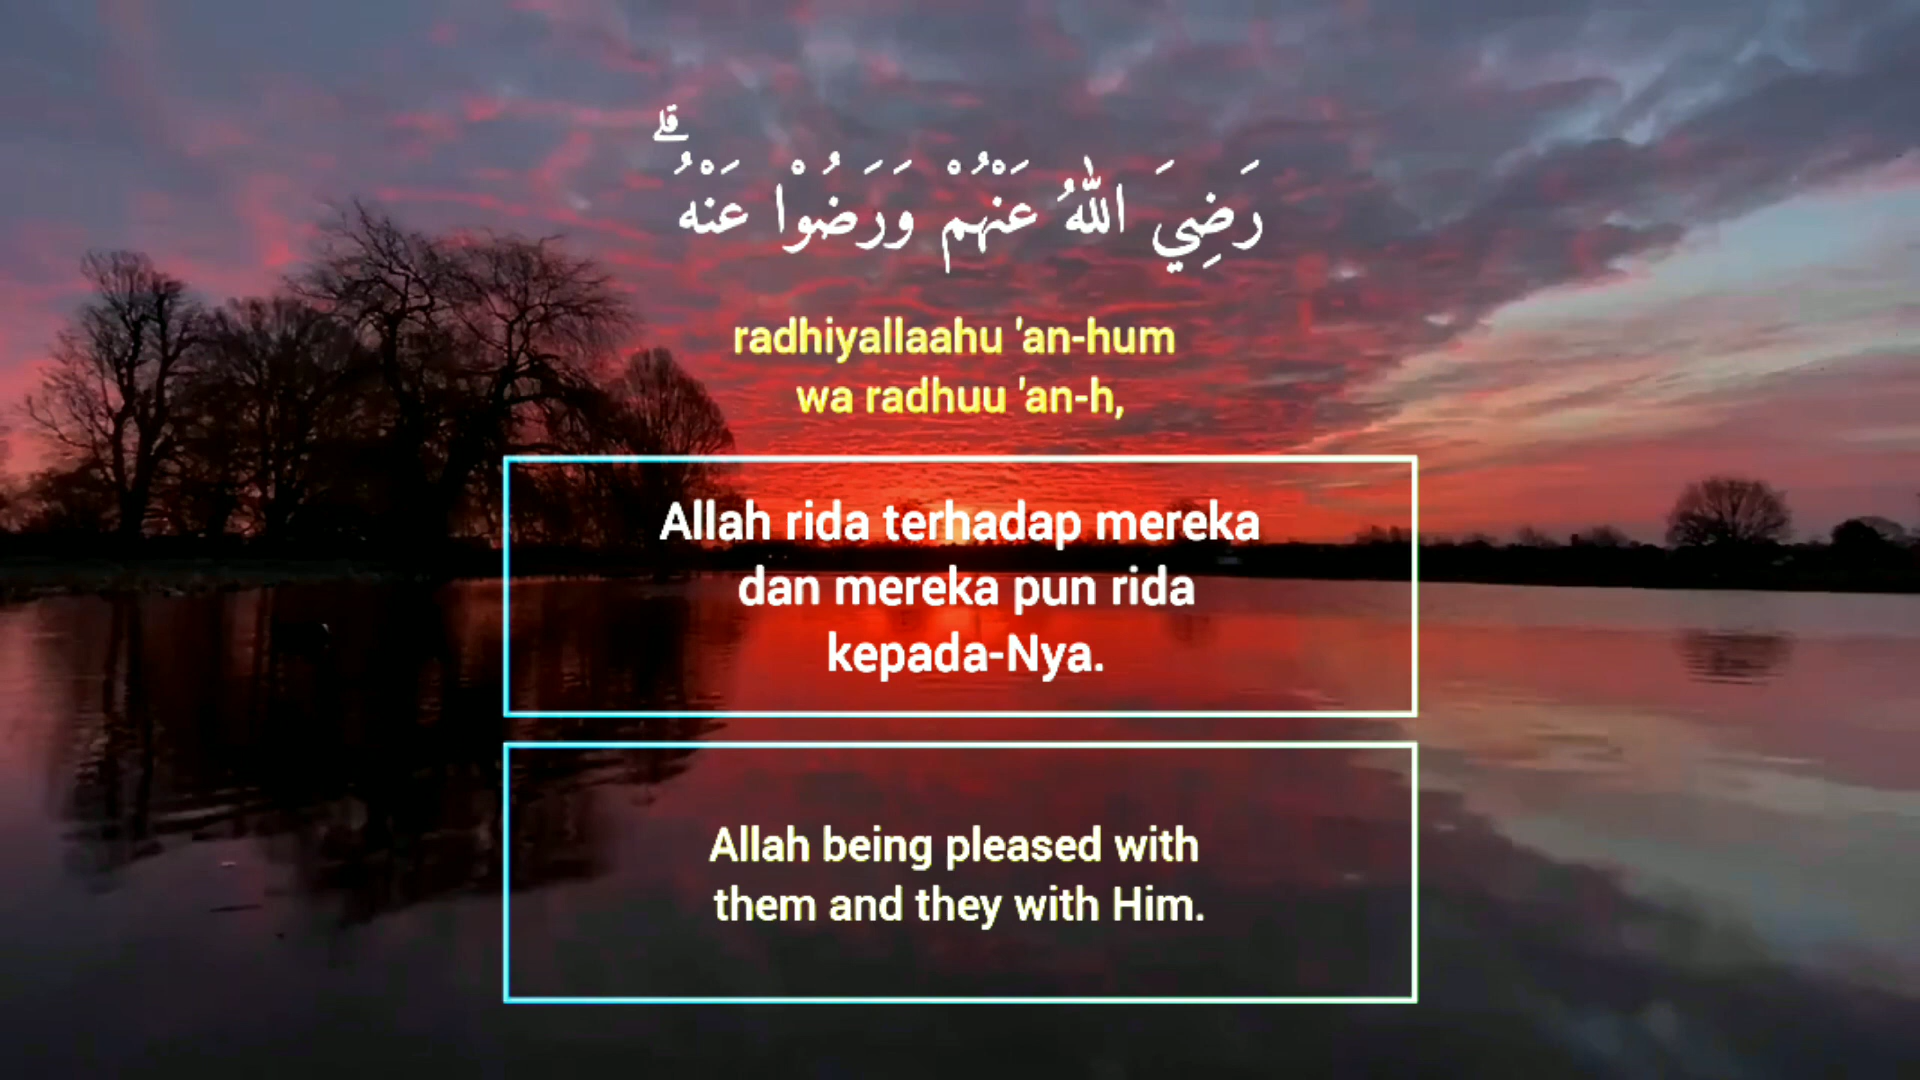 رَضِيَ اللّٰهُ عَنْهُمْ وَرَضُوْا عَنْهُ ۗ
radhiyallaahu 'an-hum
wa radhuu 'an-h,
Allah rida terhadap mereka
dan mereka pun rida
kepada-Nya.
Allah being pleased with
them and they with Him.